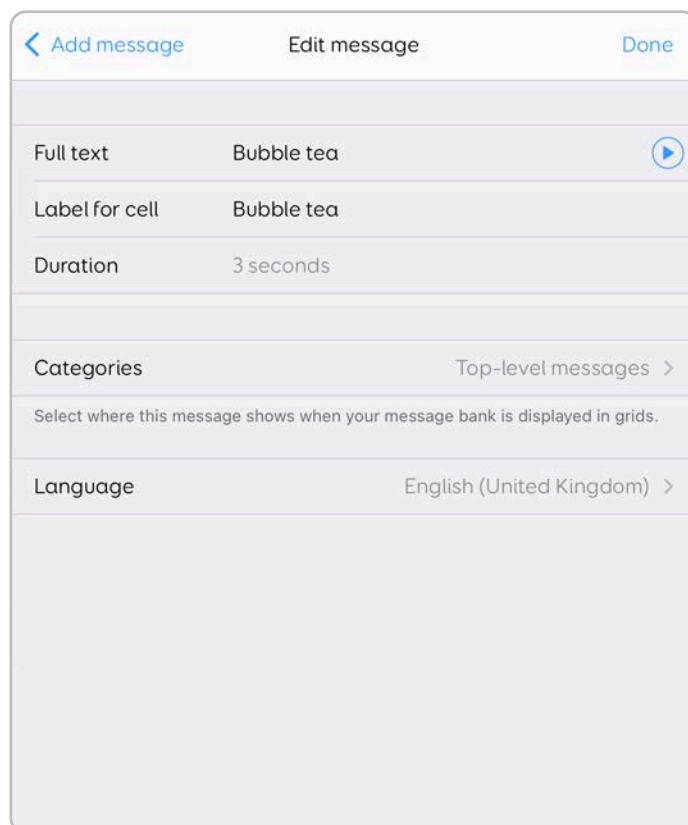 Add message Edit message Done
Full text Bubble tea
Label for cell Bubble tea
Duration 3 seconds
Categories Top-level messages
Select where this message shows when your message bank is displayed in grids.
Language English (United Kingdom)